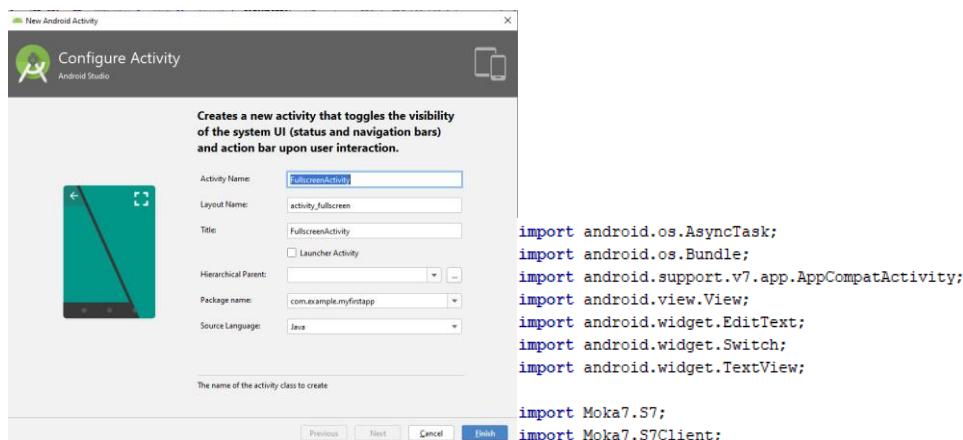 New Android Activity
Configure Activity
Android Studio
Creates a new activity that toggles the visibility
of the system UI (status and navigation bars)
and action bar upon user interaction.
Activity Name: FullscreenActivity
Layout Name: activity_fullscreen
Title: FullscreenActivity
Launcher Activity
Hierarchical Parent: ...
Package name: com.example.myfirstapp
Source Language: Java
The name of the activity class to create
Previous Next Cancel Finish
import android.os.AsyncTask;
import android.os.Bundle;
import android.support.v7.app.AppCompatActivity;
import android.view.View;
import android.widget.EditText;
import android.widget.Switch;
import android.widget.TextView;
import Moka7.S7;
import Moka7.S7Client;